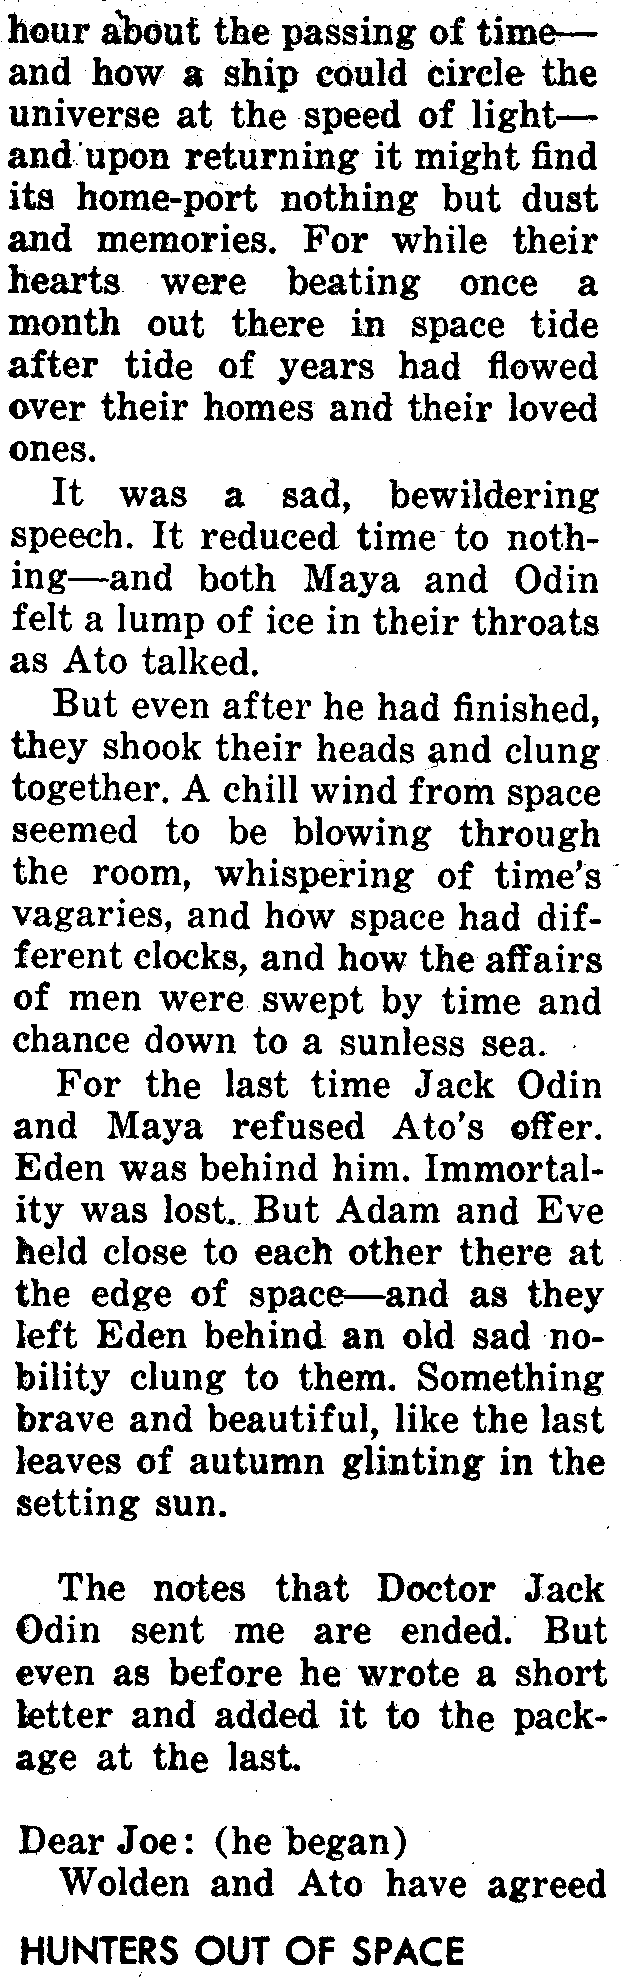 hour about the passing of time—
and how a ship could circle the
universe at the speed of light—
and upon returning it might find
its home-port nothing but dust
and memories. For while their
hearts were beating once a
month out there in space tide
after tide of years had flowed
over their homes and their loved
ones.
It was a sad, bewildering
speech. It reduced time to noth-
ing—and both Maya and Odin
felt a lump of ice in their throats
as Ato talked.
But even after he had finished,
they shook their heads and clung
together. A chill wind from space
seemed to be blowing through
the room, whispering of time's
vagaries, and how space had dif-
ferent clocks, and how the affairs
of men were swept by time and
chance down to a sunless sea.
For the last time Jack Odin
and Maya refused Ato's offer.
Eden was behind him. Immortal-
ity was lost. But Adam and Eve
held close to each other there at
the edge of space—and as they
left Eden behind an old sad no-
bility clung to them. Something
brave and beautiful, like the last
leaves of autumn glinting in the
setting sun.
The notes that Doctor Jack
Odin sent me are ended. But
even as before he wrote a short
letter and added it to the pack-
age at the last.
Dear Joe: (he began)
Wolden and Ato have agreed
HUNTERS OUT OF SPACE